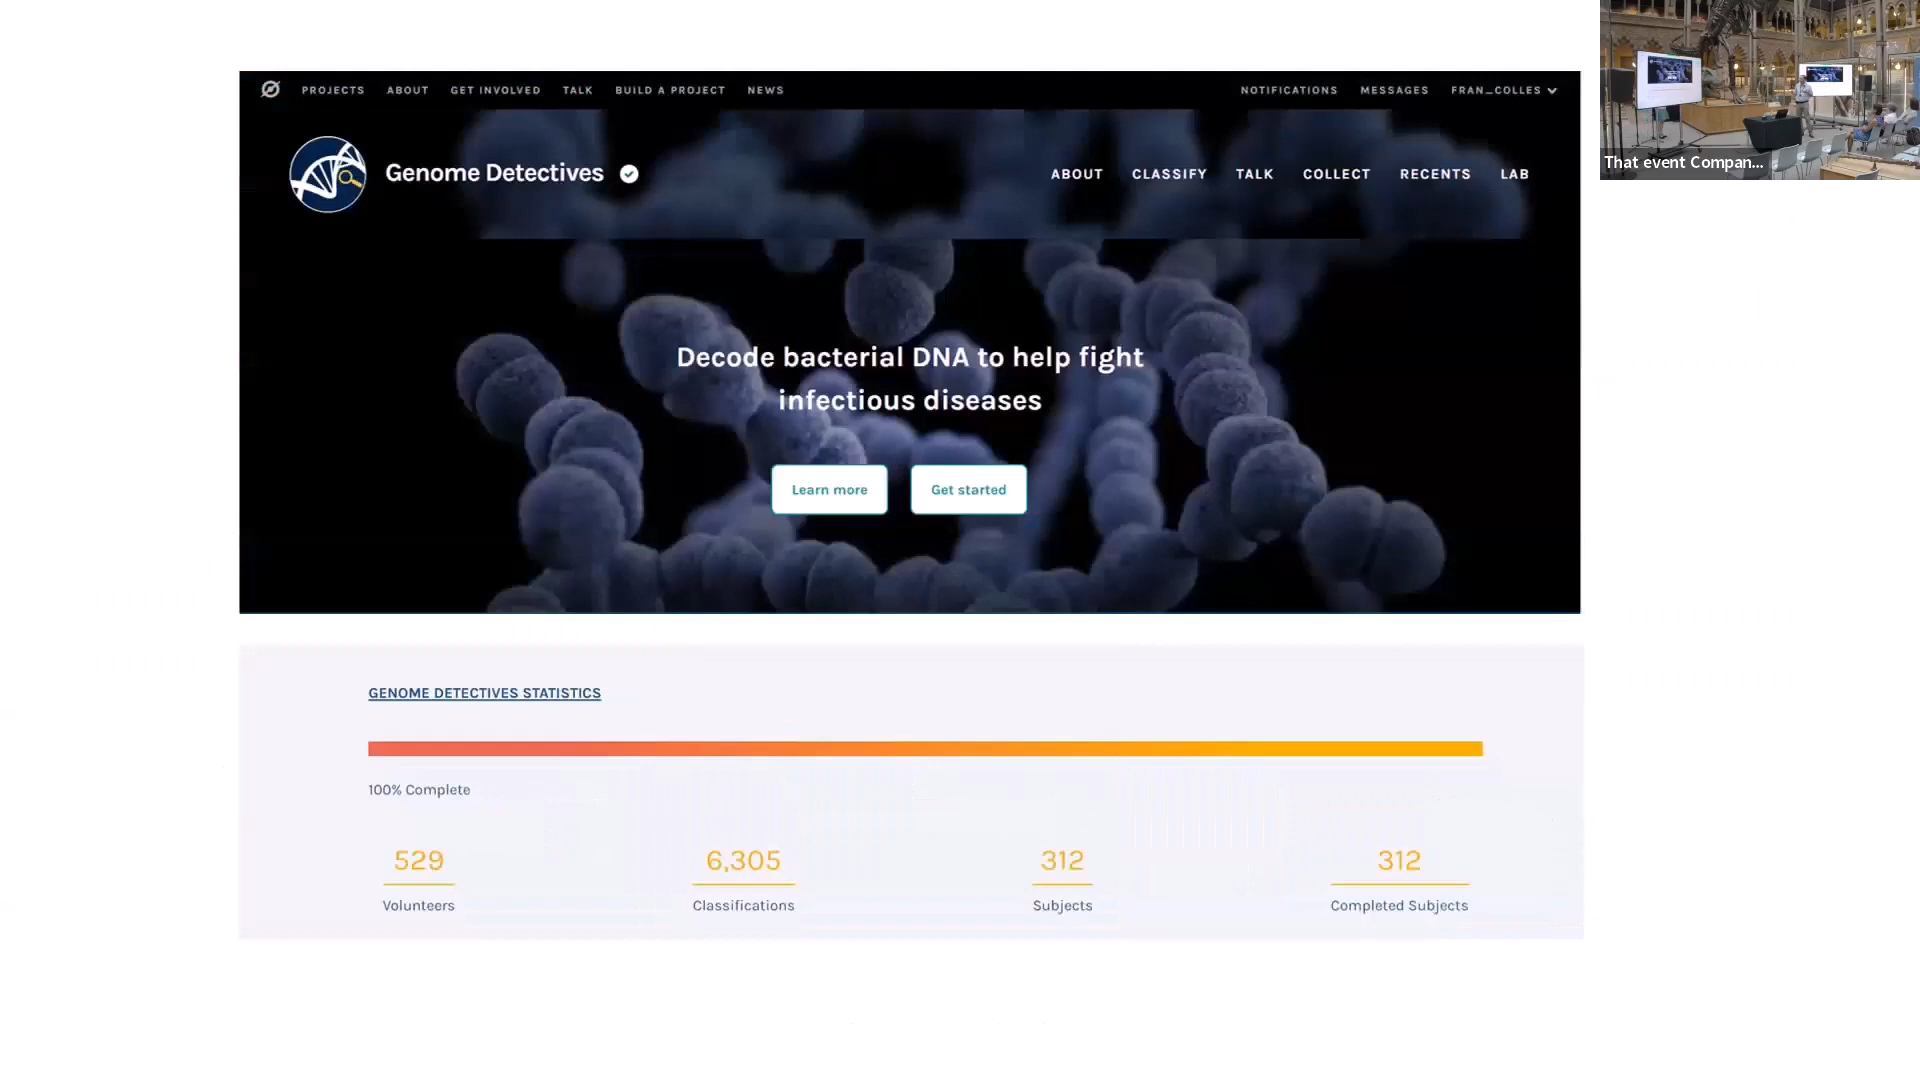 PROJECTS ABOUT GET INVOLVED TALK BUILD A PROJECT NEWS NOTIFICATIONS MESSAGES FRAN_COLLES
Genome Detectives
ABOUT CLASSIFY TALK COLLECT RECENTS LAB
That event Compan...
Decode bacterial DNA to help fight
infectious diseases
Learn more Get started
GENOME DETECTIVES STATISTICS
100% Complete
529 6,305 312 312
Volunteers Classifications Subjects Completed Subjects